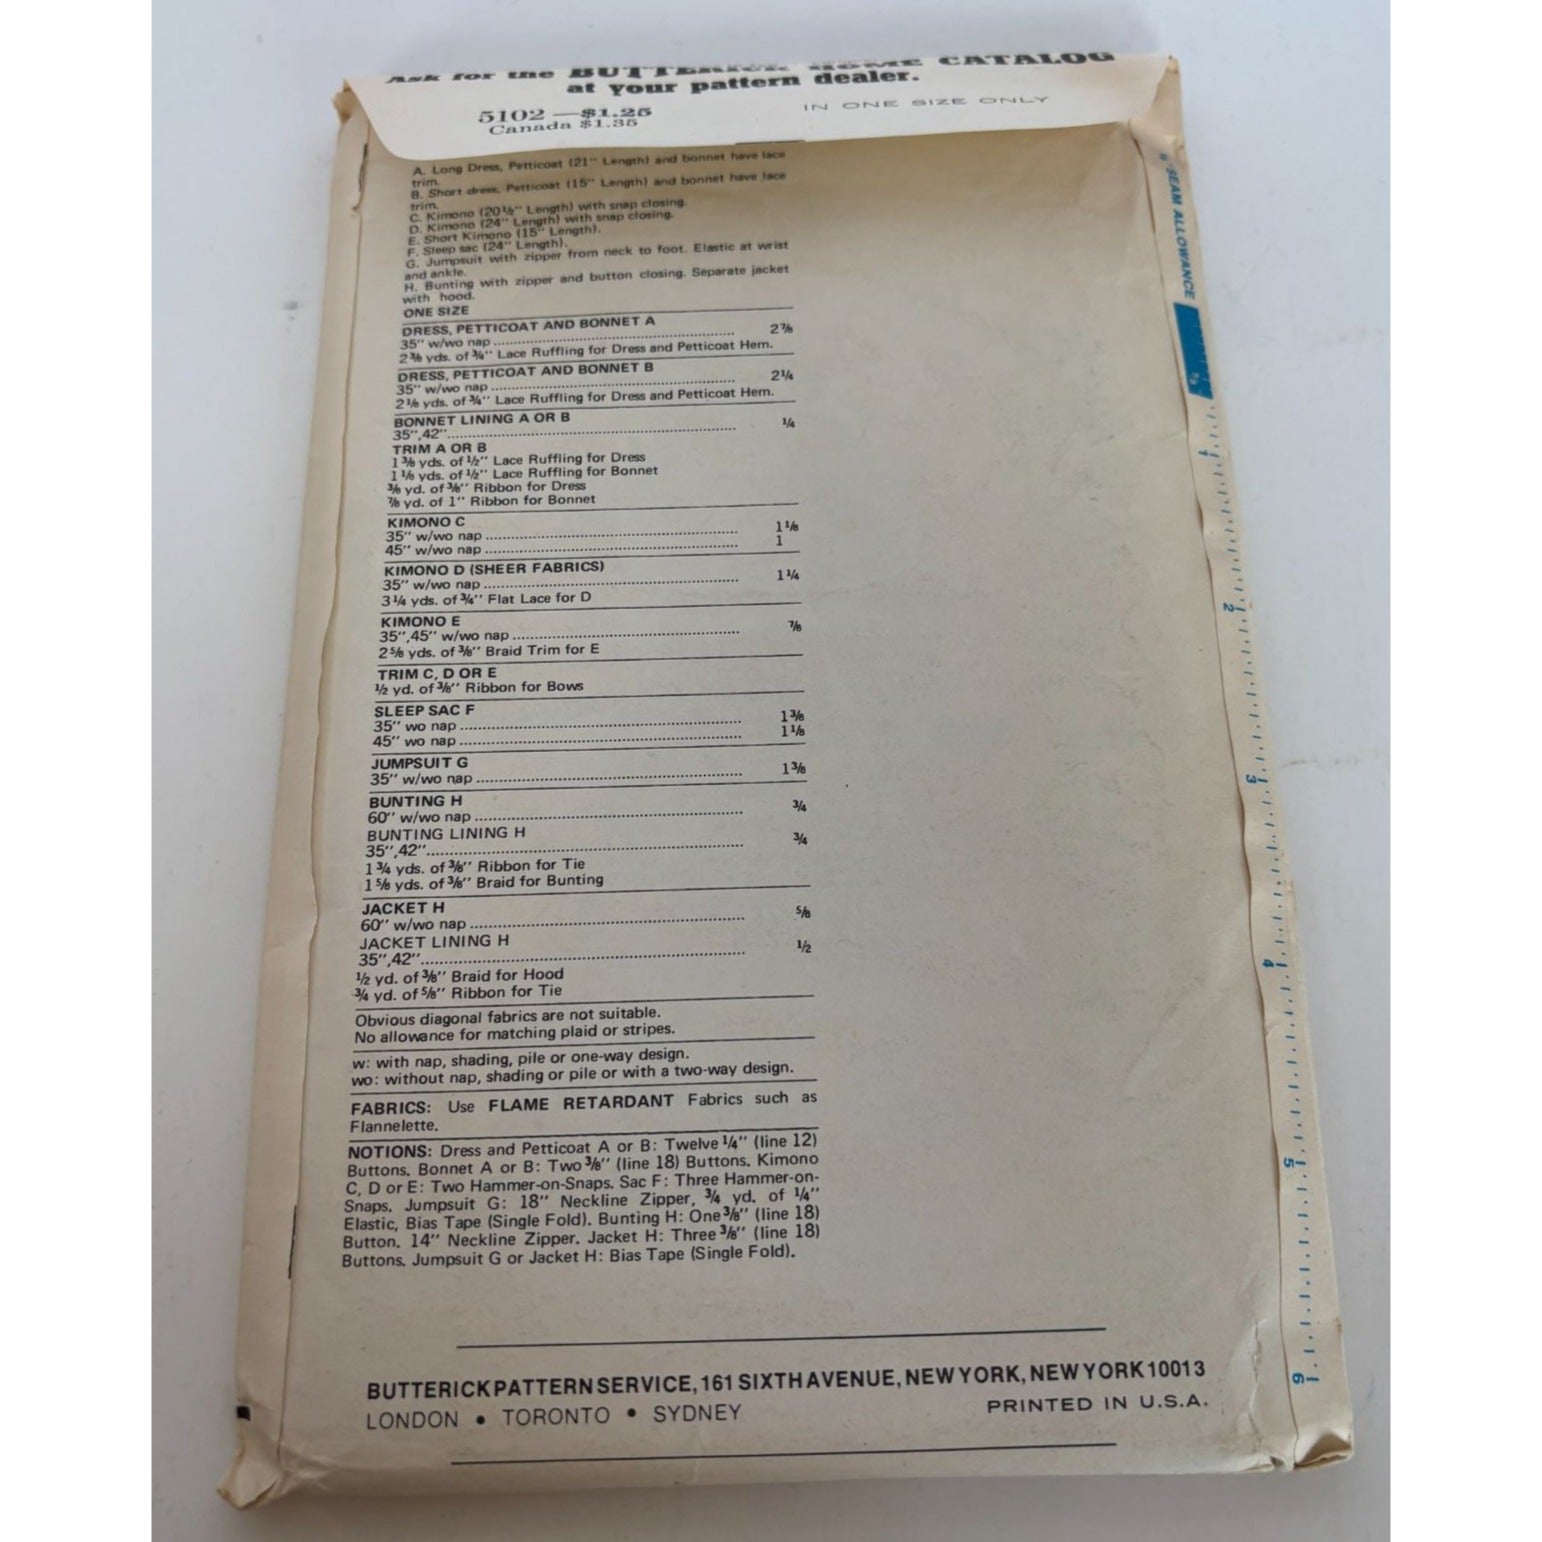 Ask for the BUTTERICK HOME CATALOG
at your pattern dealer.
5102 — $1.25
Canada $1.35
IN ONE SIZE ONLY
A. Long Dress, Petticoat (21" Length) and bonnet have lace
trim.
B. Short dress, Petticoat (15" Length) and bonnet have lace
trim.
C. Kimono (20½" Length) with snap closing.
D. Kimono (24" Length) with snap closing.
E. Short Kimono (15" Length).
F. Sleep sac (24" Length).
G. Jumpsuit with zipper from neck to foot. Elastic at wrist
and ankle.
H. Bunting with zipper and button closing. Separate jacket
with hood.
ONE SIZE
DRESS, PETTICOAT AND BONNET A
35" w/wo nap .......... 2⅞
2⅜ yds. of ¾" Lace Ruffling for Dress and Petticoat Hem.
DRESS, PETTICOAT AND BONNET B
35" w/wo nap .......... 2¼
2⅛ yds. of ¾" Lace Ruffling for Dress and Petticoat Hem.
BONNET LINING A OR B
35",42" .......... ¼
TRIM A OR B
1⅜ yds. of ½" Lace Ruffling for Dress
1⅛ yds. of ½" Lace Ruffling for Bonnet
⅜ yd. of ⅜" Ribbon for Dress
⅞ yd. of 1" Ribbon for Bonnet
KIMONO C
35" w/wo nap .......... 1⅛
45" w/wo nap .......... 1
KIMONO D (SHEER FABRICS)
35" w/wo nap .......... 1¼
3¼ yds. of ¾" Flat Lace for D
KIMONO E
35",45" w/wo nap .......... ⅞
2⅝ yds. of ⅜" Braid Trim for E
TRIM C, D OR E
½ yd. of ⅜" Ribbon for Bows
SLEEP SAC F
35" wo nap .......... 1⅜
45" wo nap .......... 1⅛
JUMPSUIT G
35" w/wo nap .......... 1⅜
BUNTING H
60" w/wo nap .......... ¾
BUNTING LINING H
35",42" .......... ¾
1¾ yds. of ⅜" Ribbon for Tie
1⅝ yds. of ⅜" Braid for Bunting
JACKET H
60" w/wo nap .......... ⅝
JACKET LINING H
35",42" .......... ½
½ yd. of ⅜" Braid for Hood
¾ yd. of ⅝" Ribbon for Tie
Obvious diagonal fabrics are not suitable.
No allowance for matching plaid or stripes.
w: with nap, shading, pile or one-way design.
wo: without nap, shading or pile or with a two-way design.
FABRICS: Use FLAME RETARDANT Fabrics such as
Flannelette.
NOTIONS: Dress and Petticoat A or B: Twelve ¼" (line 12)
Buttons. Bonnet A or B: Two ⅜" (line 18) Buttons. Kimono
C, D or E: Two Hammer-on-Snaps. Sac F: Three Hammer-on-
Snaps. Jumpsuit G: 18" Neckline Zipper, ¾ yd. of ¼"
Elastic, Bias Tape (Single Fold). Bunting H: One ⅜" (line 18)
Button. 14" Neckline Zipper. Jacket H: Three ⅜" (line 18)
Buttons. Jumpsuit G or Jacket H: Bias Tape (Single Fold).
BUTTERICK PATTERN SERVICE, 161 SIXTH AVENUE, NEW YORK, NEW YORK 10013
LONDON • TORONTO • SYDNEY
PRINTED IN U.S.A.
SEAM ALLOWANCE
1
2
3
4
5
6